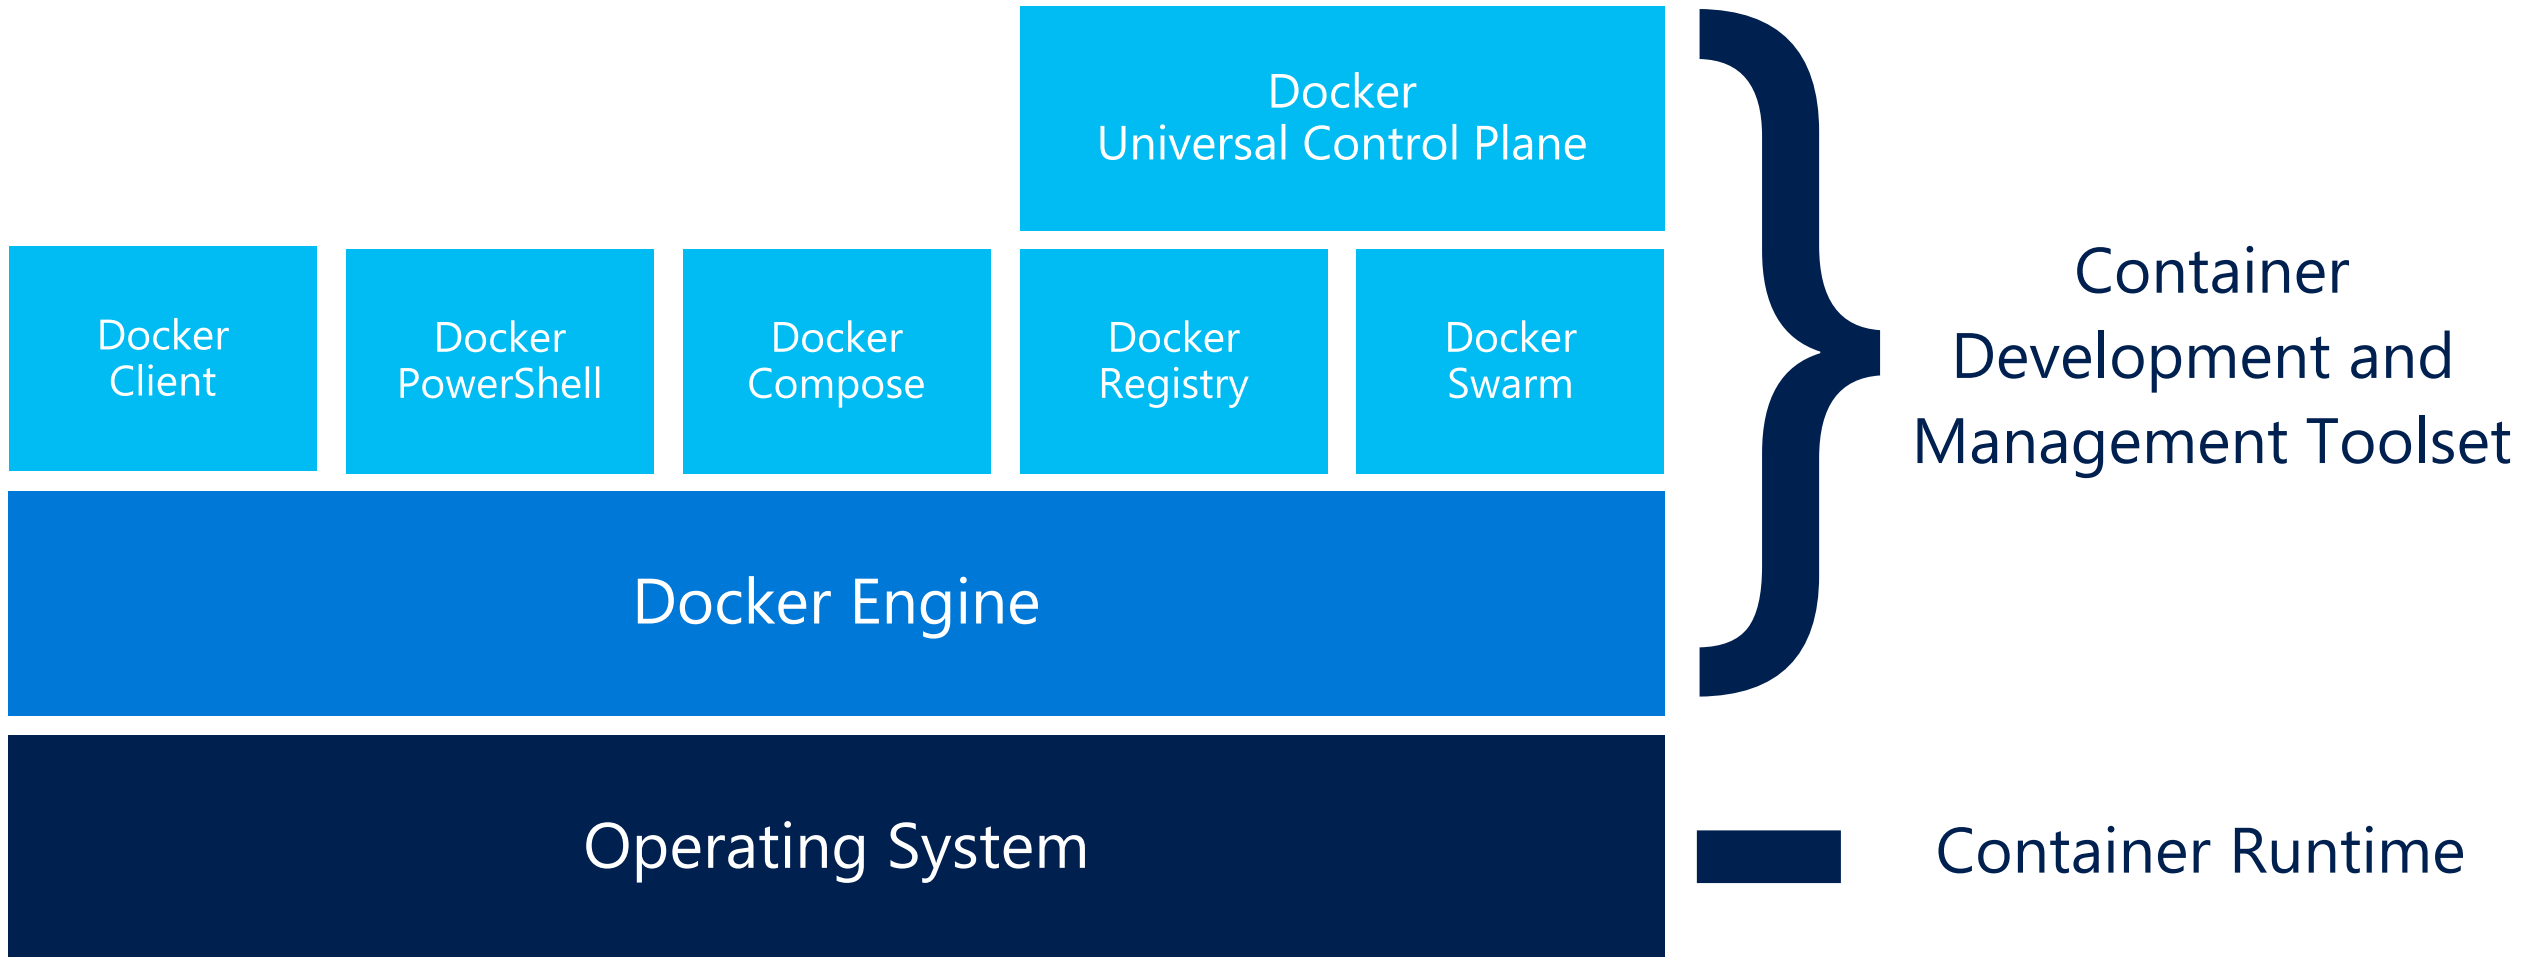 Docker
Universal Control Plane
Docker
Client
Docker
PowerShell
Docker
Compose
Docker
Registry
Docker
Swarm
Docker Engine
Operating System
Container
Development and
Management Toolset
Container Runtime